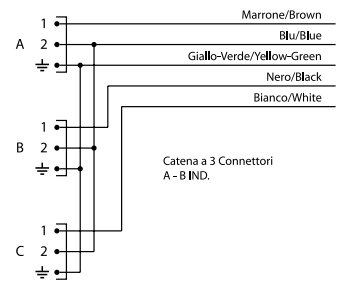 Marrone/Brown
1
Blu/Blue
A 2
Giallo-Verde/Yellow-Green
Nero/Black
Bianco/White
1
B 2
Catena a 3 Connettori
A - B IND.
1
C 2